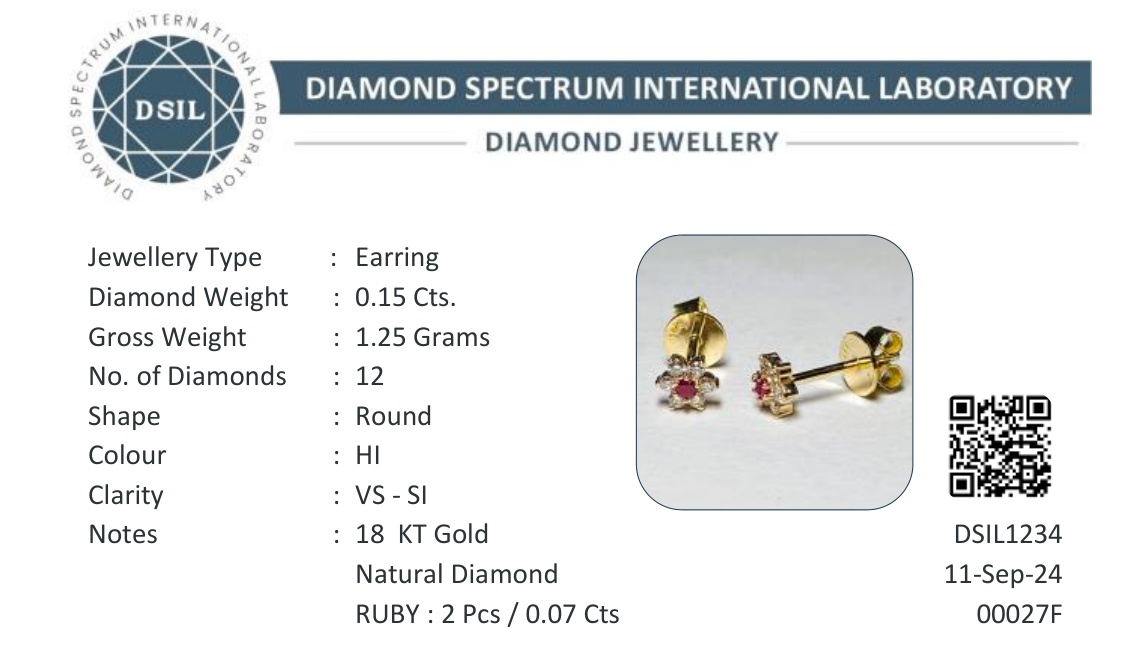 DIAMOND SPECTRUM INTERNATIONAL LABORATORY
DSIL
DIAMOND SPECTRUM INTERNATIONAL LABORATORY
DIAMOND JEWELLERY
Jewellery Type : Earring
Diamond Weight : 0.15 Cts.
Gross Weight : 1.25 Grams
No. of Diamonds : 12
Shape : Round
Colour : HI
Clarity : VS - SI
Notes : 18 KT Gold
Natural Diamond
RUBY : 2 Pcs / 0.07 Cts
DSIL1234
11-Sep-24
00027F